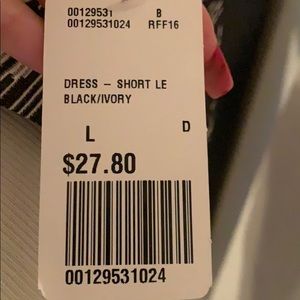 00129531 B
00129531024 RFF16
DRESS – SHORT LE
BLACK/IVORY
L D
$27.80
00129531024